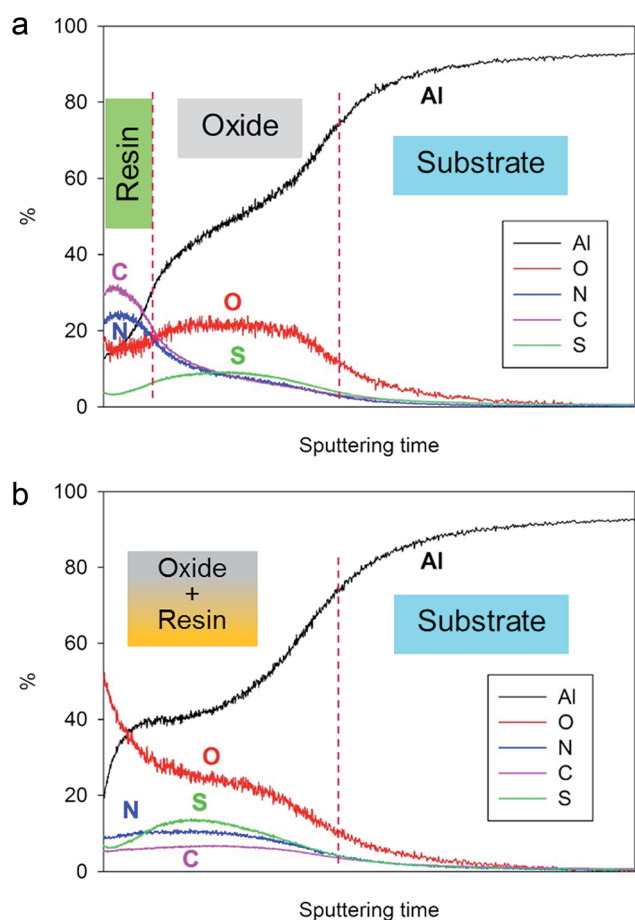 a
100
80
60
40
20
0
%
Resin
Oxide
Substrate
Al
C
N
O
S
Al
O
N
C
S
Sputtering time
b
100
80
60
40
20
0
%
Oxide
+
Resin
Substrate
Al
O
N
S
C
Al
O
N
C
S
Sputtering time